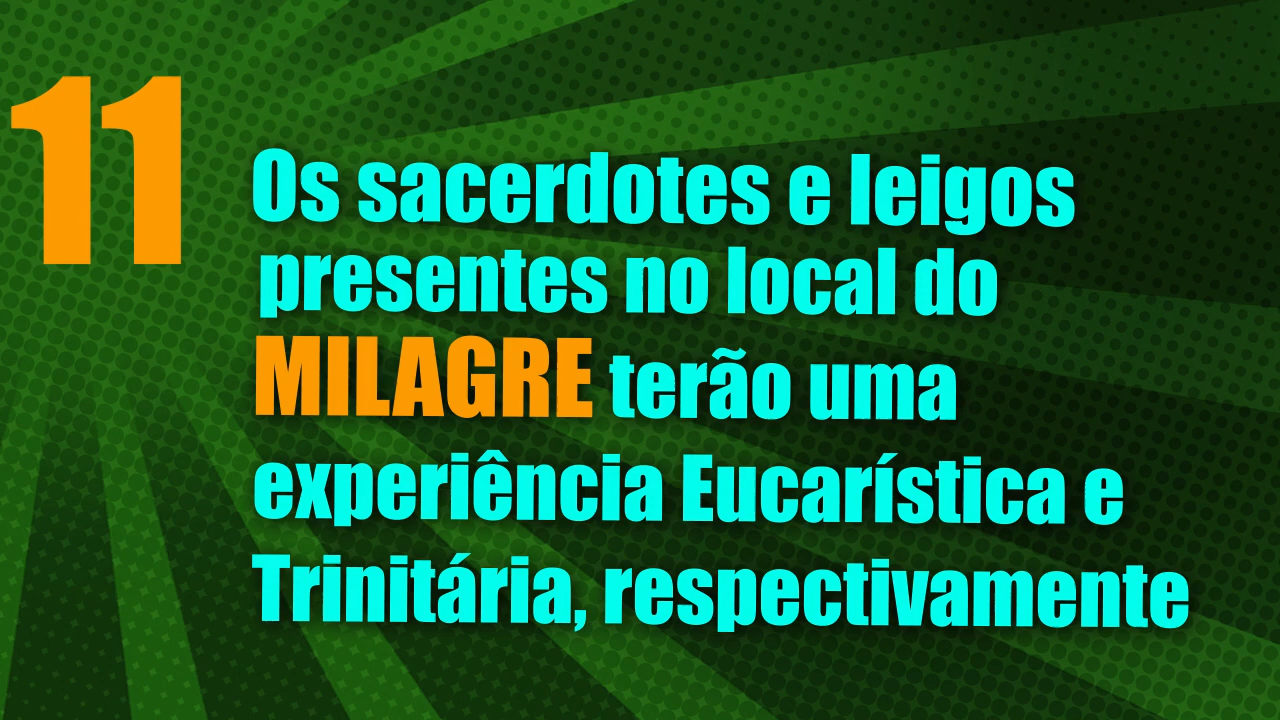 11
Os sacerdotes e leigos
presentes no local do
MILAGRE terão uma
experiência Eucarística e
Trinitária, respectivamente